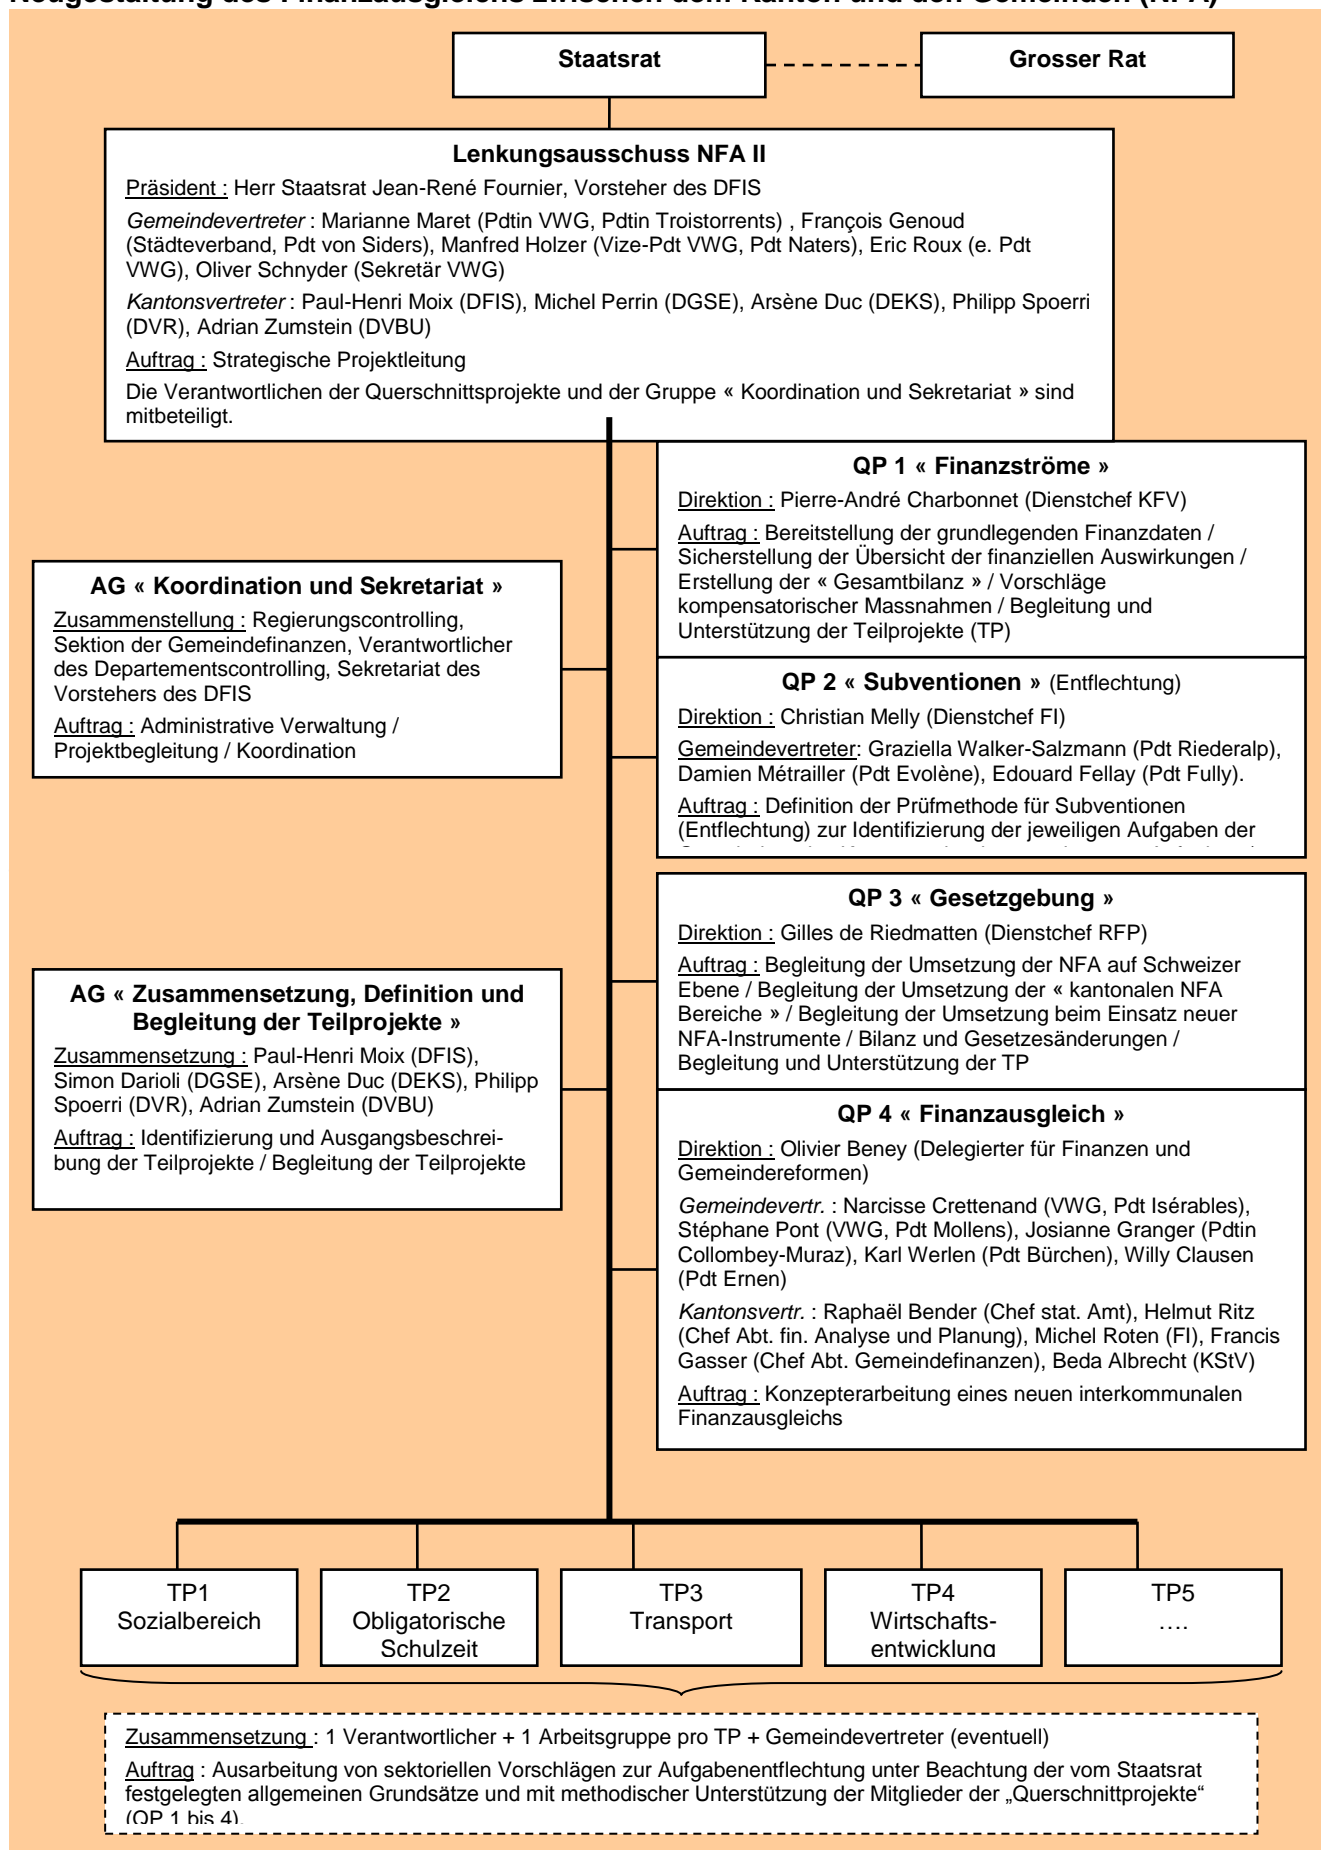 Neugestaltung des Finanzausgleichs zwischen dem Kanton und den Gemeinden (NFA)
Staatsrat
Grosser Rat
Lenkungsausschuss NFA II
Präsident : Herr Staatsrat Jean-René Fournier, Vorsteher des DFIS
Gemeindevertreter : Marianne Maret (Pdtin VWG, Pdtin Troistorrents) , François Genoud
(Städteverband, Pdt von Siders), Manfred Holzer (Vize-Pdt VWG, Pdt Naters), Eric Roux (e. Pdt
VWG), Oliver Schnyder (Sekretär VWG)
Kantonsvertreter : Paul-Henri Moix (DFIS), Michel Perrin (DGSE), Arsène Duc (DEKS), Philipp Spoerri
(DVR), Adrian Zumstein (DVBU)
Auftrag : Strategische Projektleitung
Die Verantwortlichen der Querschnittsprojekte und der Gruppe « Koordination und Sekretariat » sind
mitbeteiligt.
QP 1 « Finanzströme »
Direktion : Pierre-André Charbonnet (Dienstchef KFV)
Auftrag : Bereitstellung der grundlegenden Finanzdaten /
Sicherstellung der Übersicht der finanziellen Auswirkungen /
Erstellung der « Gesamtbilanz » / Vorschläge
kompensatorischer Massnahmen / Begleitung und
Unterstützung der Teilprojekte (TP)
AG « Koordination und Sekretariat »
Zusammenstellung : Regierungscontrolling,
Sektion der Gemeindefinanzen, Verantwortlicher
des Departementscontrolling, Sekretariat des
Vorstehers des DFIS
Auftrag : Administrative Verwaltung /
Projektbegleitung / Koordination
QP 2 « Subventionen » (Entflechtung)
Direktion : Christian Melly (Dienstchef FI)
Gemeindevertreter: Graziella Walker-Salzmann (Pdt Riederalp),
Damien Métrailler (Pdt Evolène), Edouard Fellay (Pdt Fully).
Auftrag : Definition der Prüfmethode für Subventionen
(Entflechtung) zur Identifizierung der jeweiligen Aufgaben der
QP 3 « Gesetzgebung »
Direktion : Gilles de Riedmatten (Dienstchef RFP)
Auftrag : Begleitung der Umsetzung der NFA auf Schweizer
Ebene / Begleitung der Umsetzung der « kantonalen NFA
Bereiche » / Begleitung der Umsetzung beim Einsatz neuer
NFA-Instrumente / Bilanz und Gesetzesänderungen /
Begleitung und Unterstützung der TP
AG « Zusammensetzung, Definition und
Begleitung der Teilprojekte »
Zusammensetzung : Paul-Henri Moix (DFIS),
Simon Darioli (DGSE), Arsène Duc (DEKS), Philipp
Spoerri (DVR), Adrian Zumstein (DVBU)
Auftrag : Identifizierung und Ausgangsbeschrei-
bung der Teilprojekte / Begleitung der Teilprojekte
QP 4 « Finanzausgleich »
Direktion : Olivier Beney (Delegierter für Finanzen und
Gemeindereformen)
Gemeindevertr. : Narcisse Crettenand (VWG, Pdt Isérables),
Stéphane Pont (VWG, Pdt Mollens), Josianne Granger (Pdtin
Collombey-Muraz), Karl Werlen (Pdt Bürchen), Willy Clausen
(Pdt Ernen)
Kantonsvertr. : Raphaël Bender (Chef stat. Amt), Helmut Ritz
(Chef Abt. fin. Analyse und Planung), Michel Roten (FI), Francis
Gasser (Chef Abt. Gemeindefinanzen), Beda Albrecht (KStV)
Auftrag : Konzepterarbeitung eines neuen interkommunalen
Finanzausgleichs
TP1
Sozialbereich
TP2
Obligatorische
Schulzeit
TP3
Transport
TP4
Wirtschafts-
entwicklung
TP5
….
Zusammensetzung : 1 Verantwortlicher + 1 Arbeitsgruppe pro TP + Gemeindevertreter (eventuell)
Auftrag : Ausarbeitung von sektoriellen Vorschlägen zur Aufgabenentflechtung unter Beachtung der vom Staatsrat
festgelegten allgemeinen Grundsätze und mit methodischer Unterstützung der Mitglieder der „Querschnittprojekte“
(QP 1 bis 4).